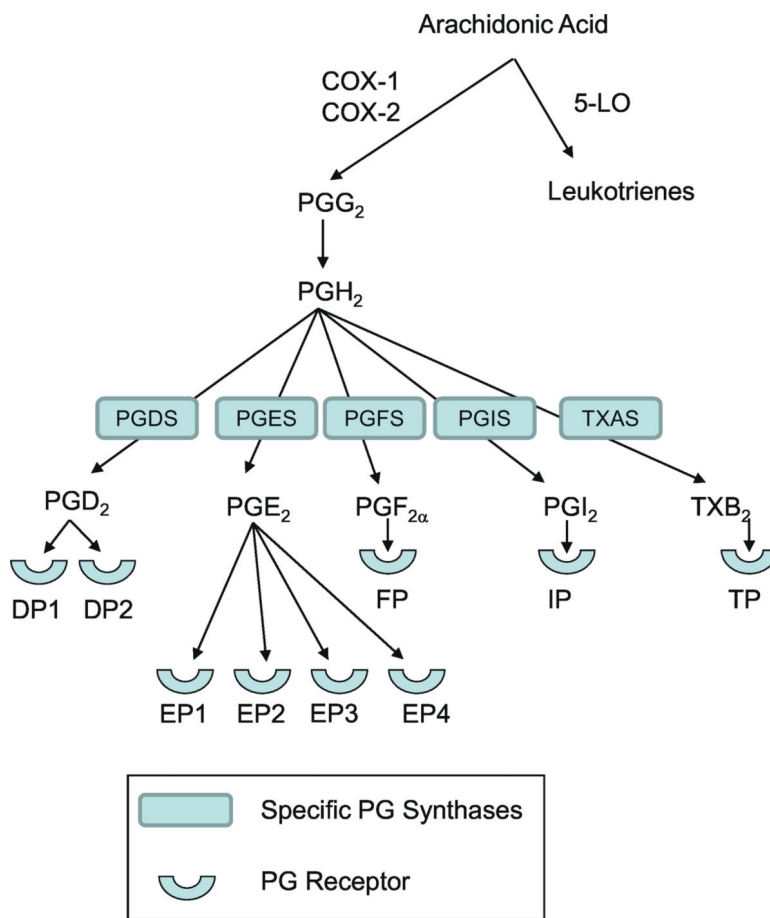 Arachidonic Acid
COX-1
COX-2
5-LO
Leukotrienes
PGG₂
PGH₂
PGDS
PGES
PGFS
PGIS
TXAS
PGD₂
PGE₂
PGF₂α
PGI₂
TXB₂
DP1
DP2
FP
IP
TP
EP1
EP2
EP3
EP4
Specific PG Synthases
PG Receptor